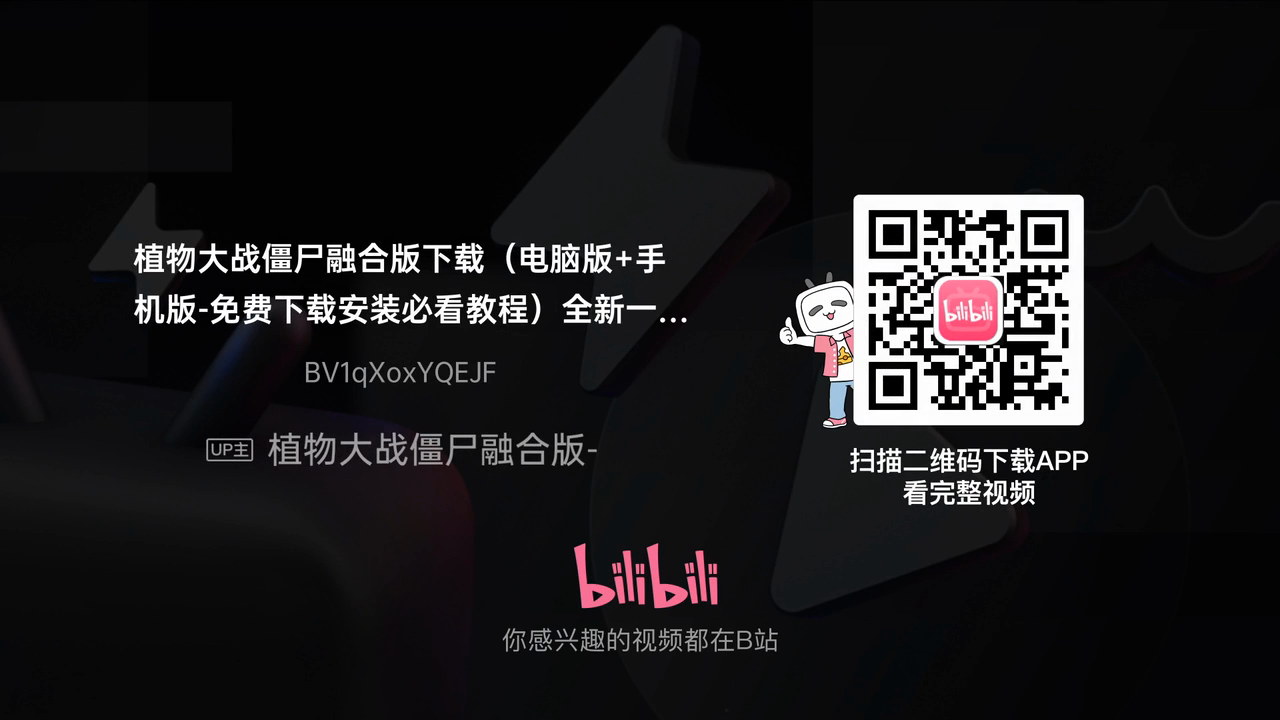 植物大战僵尸融合版下载（电脑版+手
机版-免费下载安装必看教程）全新一...
BV1qXoxYQEJF
UP主 植物大战僵尸融合版-
bilibili
扫描二维码下载APP
看完整视频
bilibili
你感兴趣的视频都在B站